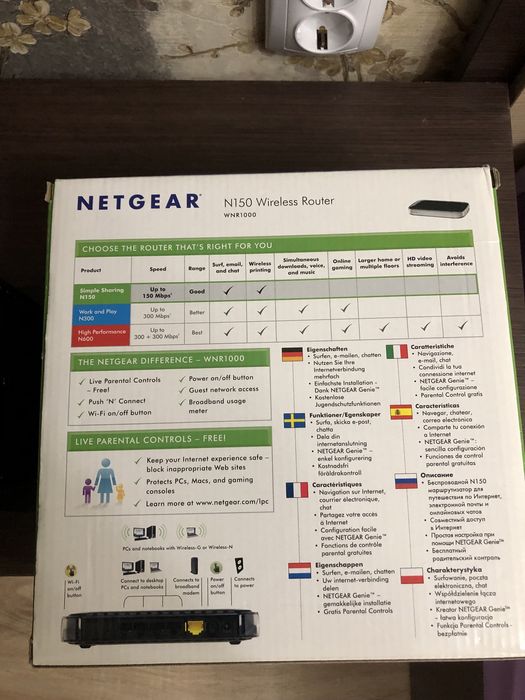 NETGEAR®
N150 Wireless Router
WNR1000
CHOOSE THE ROUTER THAT'S RIGHT FOR YOU
Product
Speed
Range
Surf, email, and chat
Wireless printing
Simultaneous downloads, voice, and music
Online gaming
Larger home or multiple floors
HD video streaming
Avoids interference
Simple Sharing N150
Up to 150 Mbps†
Good
✓ ✓
Work and Play N300
Up to 300 Mbps†
Better
✓ ✓ ✓ ✓
High Performance N600
Up to 300 + 300 Mbps†
Best
✓ ✓ ✓ ✓ ✓ ✓ ✓
THE NETGEAR DIFFERENCE – WNR1000
✓ Live Parental Controls
– Free!
✓ Push 'N' Connect
✓ Wi-Fi on/off button
✓ Power on/off button
✓ Guest network access
✓ Broadband usage
meter
LIVE PARENTAL CONTROLS – FREE!
✓ Keep your Internet experience safe –
block inappropriate Web sites
✓ Protects PCs, Macs, and gaming
consoles
✓ Learn more at www.netgear.com/lpc
PCs and notebooks with Wireless-G or Wireless-N
Wi-Fi
on/off
button
Connect to desktop
PCs and notebooks
Connects to
broadband
modem
Power
on/off
button
Connects
to power
Eigenschaften
• Surfen, e-mailen, chatten
• Nutzen Sie Ihre
Internetverbindung
mehrfach
• Einfachste Installation -
Dank NETGEAR Genie™
• Kostenlose
Jugendschutzfunktionen
Funktioner/Egenskaper
• Surfa, skicka e-post,
chatta
• Dela din
internetanslutning
• NETGEAR Genie™ –
enkel konfigurering
• Kostnadsfri
föräldrakontroll
Caractéristiques
• Navigation sur Internet,
courrier électronique,
chat
• Partagez votre accès
à Internet
• Configuration facile
avec NETGEAR Genie™
• Fonctions de contrôle
parental gratuites
Eigenschappen
• Surfen, e-mailen, chatten
• Uw internet-verbinding
delen
• NETGEAR Genie™ –
gemakkelijke installatie
• Gratis Parental Controls
Caratteristiche
• Navigazione,
e-mail, chat
• Condividi la tua
connessione internet
• NETGEAR Genie™ –
facile configurazione
• Parental Control gratis
Características
• Navegar, chatear,
correo electrónico
• Comparte tu conexión
a Internet
• NETGEAR Genie™:
sencilla configuración
• Funciones de control
parental gratuitas
Описание
• Беспроводной N150
маршрутизатор для
путешествия по Интернет,
электронной почты и
онлайновых чатов
• Совместный доступ
в Интернет
• Простая настройка при
помощи NETGEAR Genie™
• Бесплатный
родительский контроль
Charakterystyka
• Surfowanie, poczta
elektroniczna, chat
• Współdzielenie łącza
internetowego
• Kreator NETGEAR Genie™
– łatwa konfiguracja
• Funkcja Parental Controls -
bezpłatnie